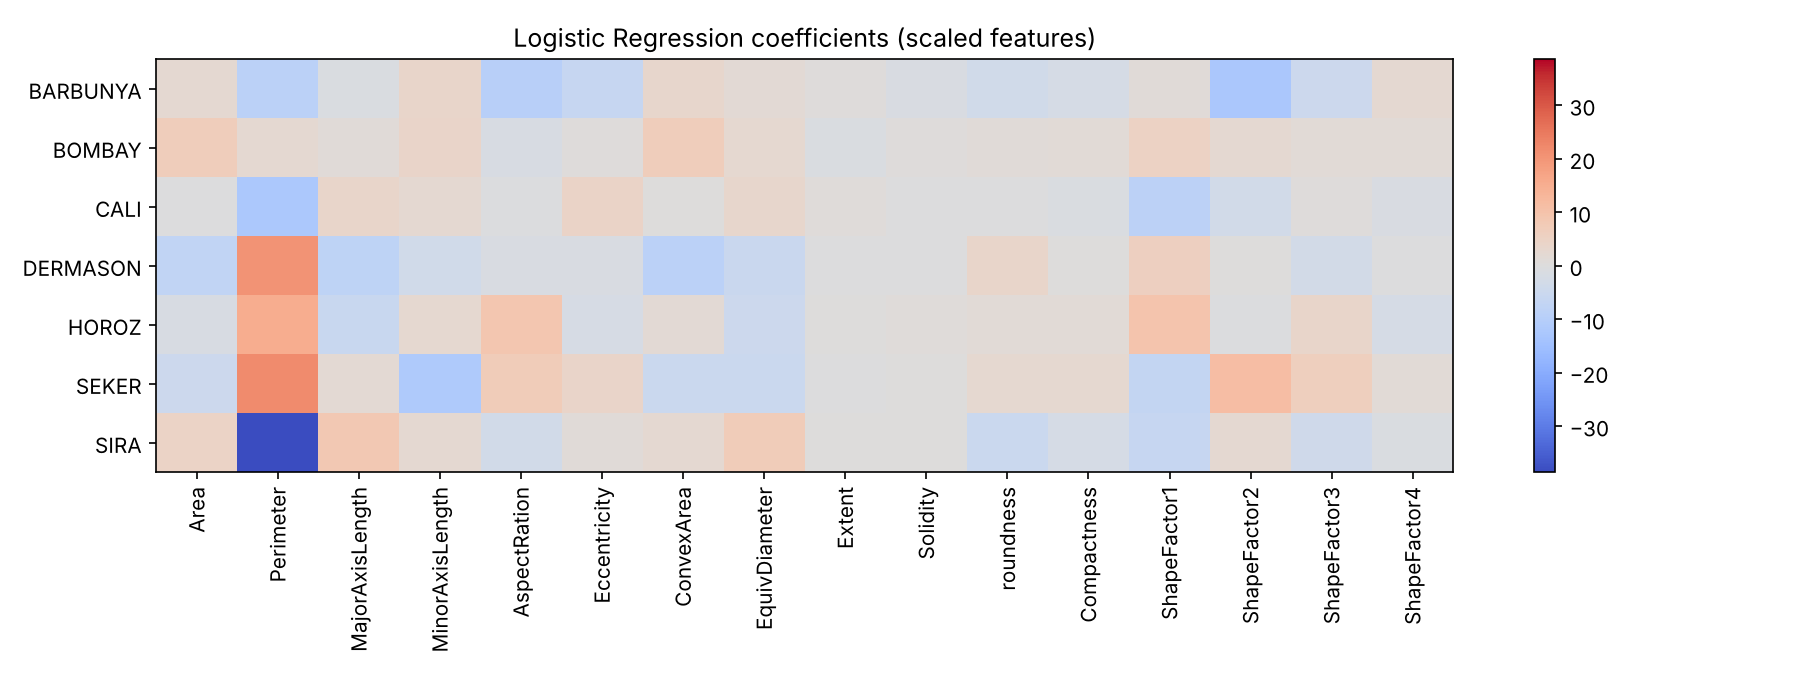 Logistic Regression coefficients (scaled features)
BARBUNYA
BOMBAY
CALI
DERMASON
HOROZ
SEKER
SIRA
Area
Perimeter
MajorAxisLength
MinorAxisLength
AspectRation
Eccentricity
ConvexArea
EquivDiameter
Extent
Solidity
roundness
Compactness
ShapeFactor1
ShapeFactor2
ShapeFactor3
ShapeFactor4
30
20
10
0
−10
−20
−30